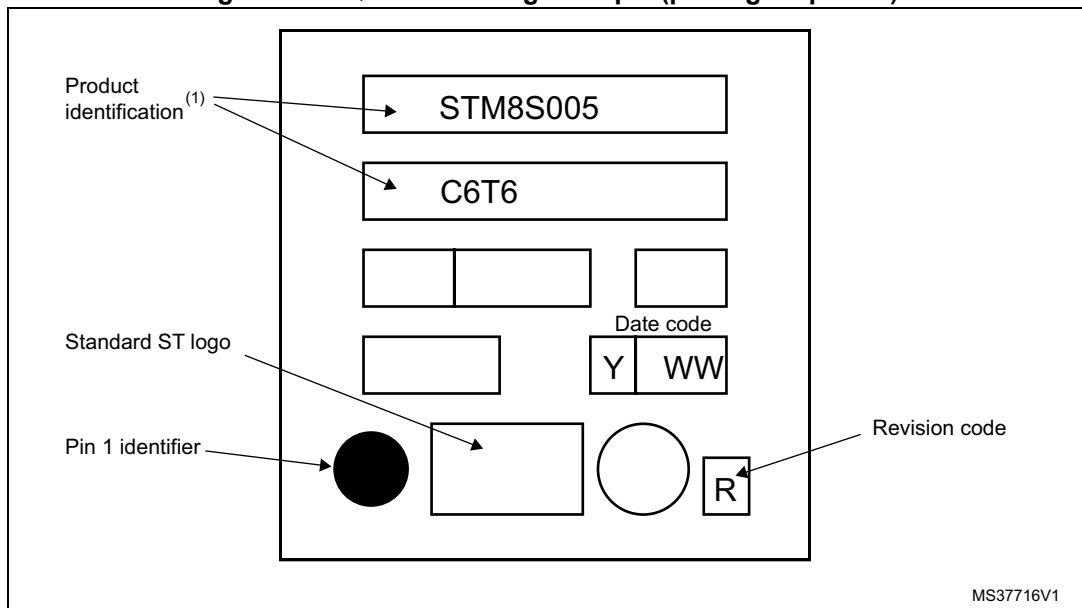 Product
identification (1)
STM8S005
C6T6
Date code
Standard ST logo
Y WW
Pin 1 identifier
Revision code
R
MS37716V1